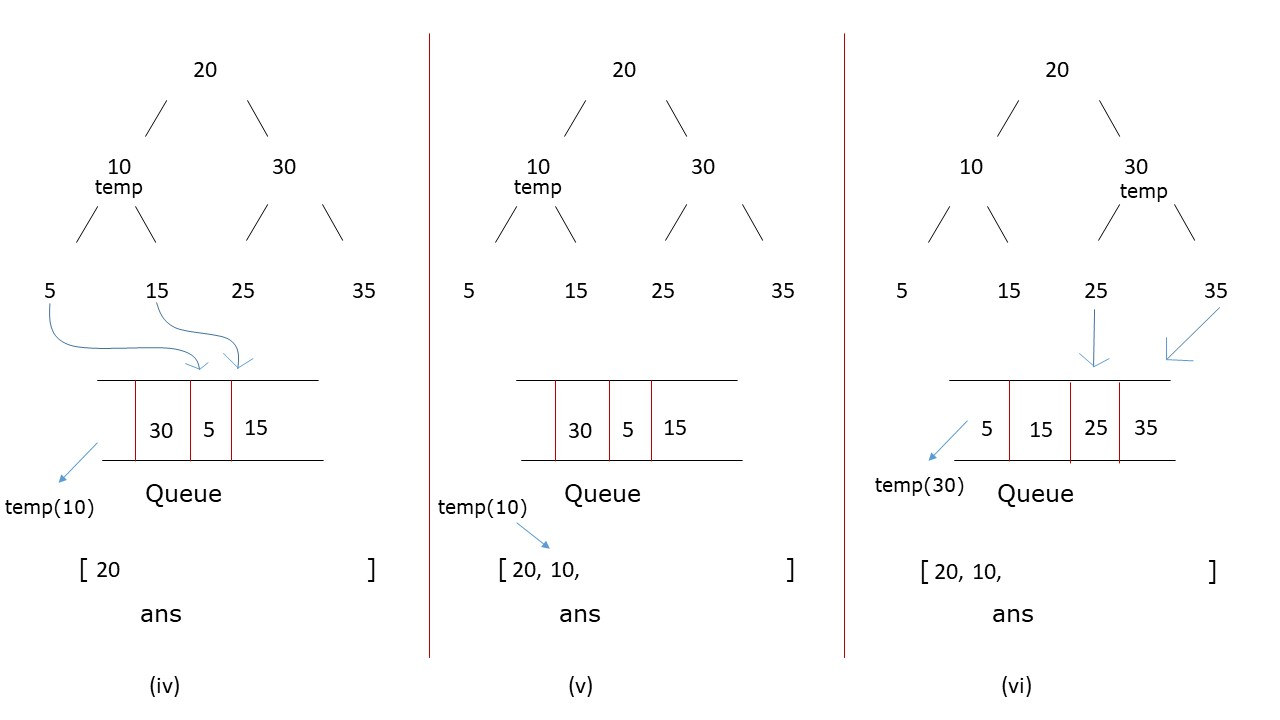 20
10 30
temp
5 15 25 35
30 5 15
temp(10)
Queue
[ 20 ]
ans
(iv)
20
10 30
temp
5 15 25 35
30 5 15
Queue
temp(10)
[ 20, 10, ]
ans
(v)
20
10 30
temp
5 15 25 35
5 15 25 35
temp(30)
Queue
[ 20, 10, ]
ans
(vi)